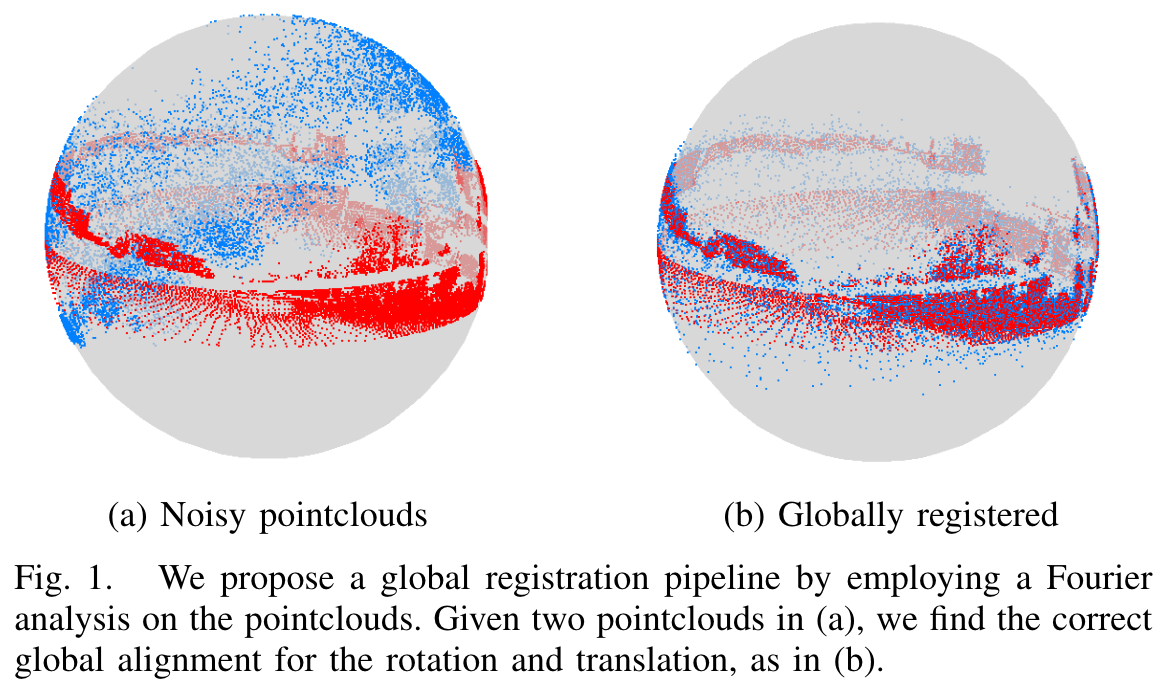 (a) Noisy pointclouds
(b) Globally registered
Fig. 1. We propose a global registration pipeline by employing a Fourier
analysis on the pointclouds. Given two pointclouds in (a), we find the correct
global alignment for the rotation and translation, as in (b).